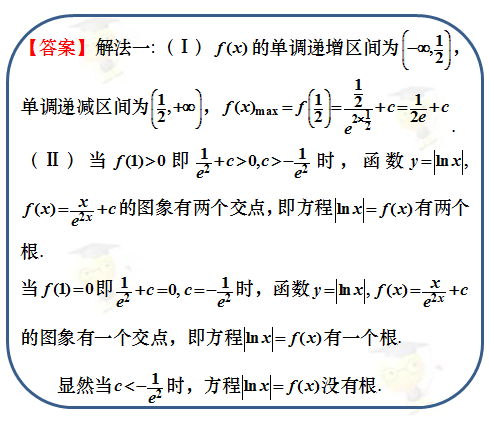 【答案】解法一:(Ⅰ) $f(x)$ 的单调递增区间为 $\left(-\infty,\frac{1}{2}\right)$,
单调递减区间为 $\left(\frac{1}{2},+\infty\right)$, $f(x)_{\max}=f\left(\frac{1}{2}\right)=\frac{\frac{1}{2}}{e^{2\times\frac{1}{2}}}+c=\frac{1}{2e}+c$.
(Ⅱ) 当 $f(1)>0$ 即 $\frac{1}{e^2}+c>0,c>-\frac{1}{e^2}$ 时,函数 $y=|\ln x|$,
$f(x)=\frac{x}{e^{2x}}+c$ 的图象有两个交点,即方程 $|\ln x|=f(x)$ 有两个
根.
当 $f(1)=0$ 即 $\frac{1}{e^2}+c=0,c=-\frac{1}{e^2}$ 时,函数 $y=|\ln x|,f(x)=\frac{x}{e^{2x}}+c$
的图象有一个交点,即方程 $|\ln x|=f(x)$ 有一个根.
显然当 $c<-\frac{1}{e^2}$ 时,方程 $|\ln x|=f(x)$ 没有根.